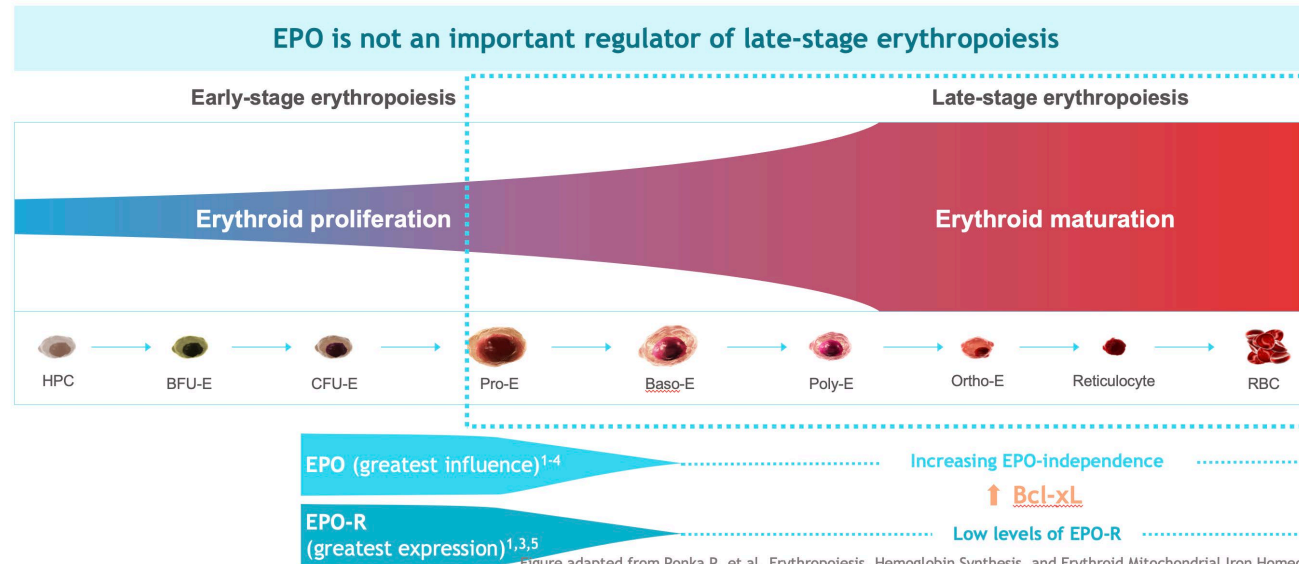 EPO is not an important regulator of late-stage erythropoiesis
Early-stage erythropoiesis
Late-stage erythropoiesis
Erythroid proliferation
Erythroid maturation
HPC
BFU-E
CFU-E
Pro-E
Baso-E
Poly-E
Ortho-E
Reticulocyte
RBC
EPO (greatest influence)1-4
Increasing EPO-independence
⬆ Bcl-xL
EPO-R
(greatest expression)1,3,5
Low levels of EPO-R
Figure adapted from Ponka P, et al. Erythropoiesis, Hemoglobin Synthesis, and Erythroid Mitochondrial Iron